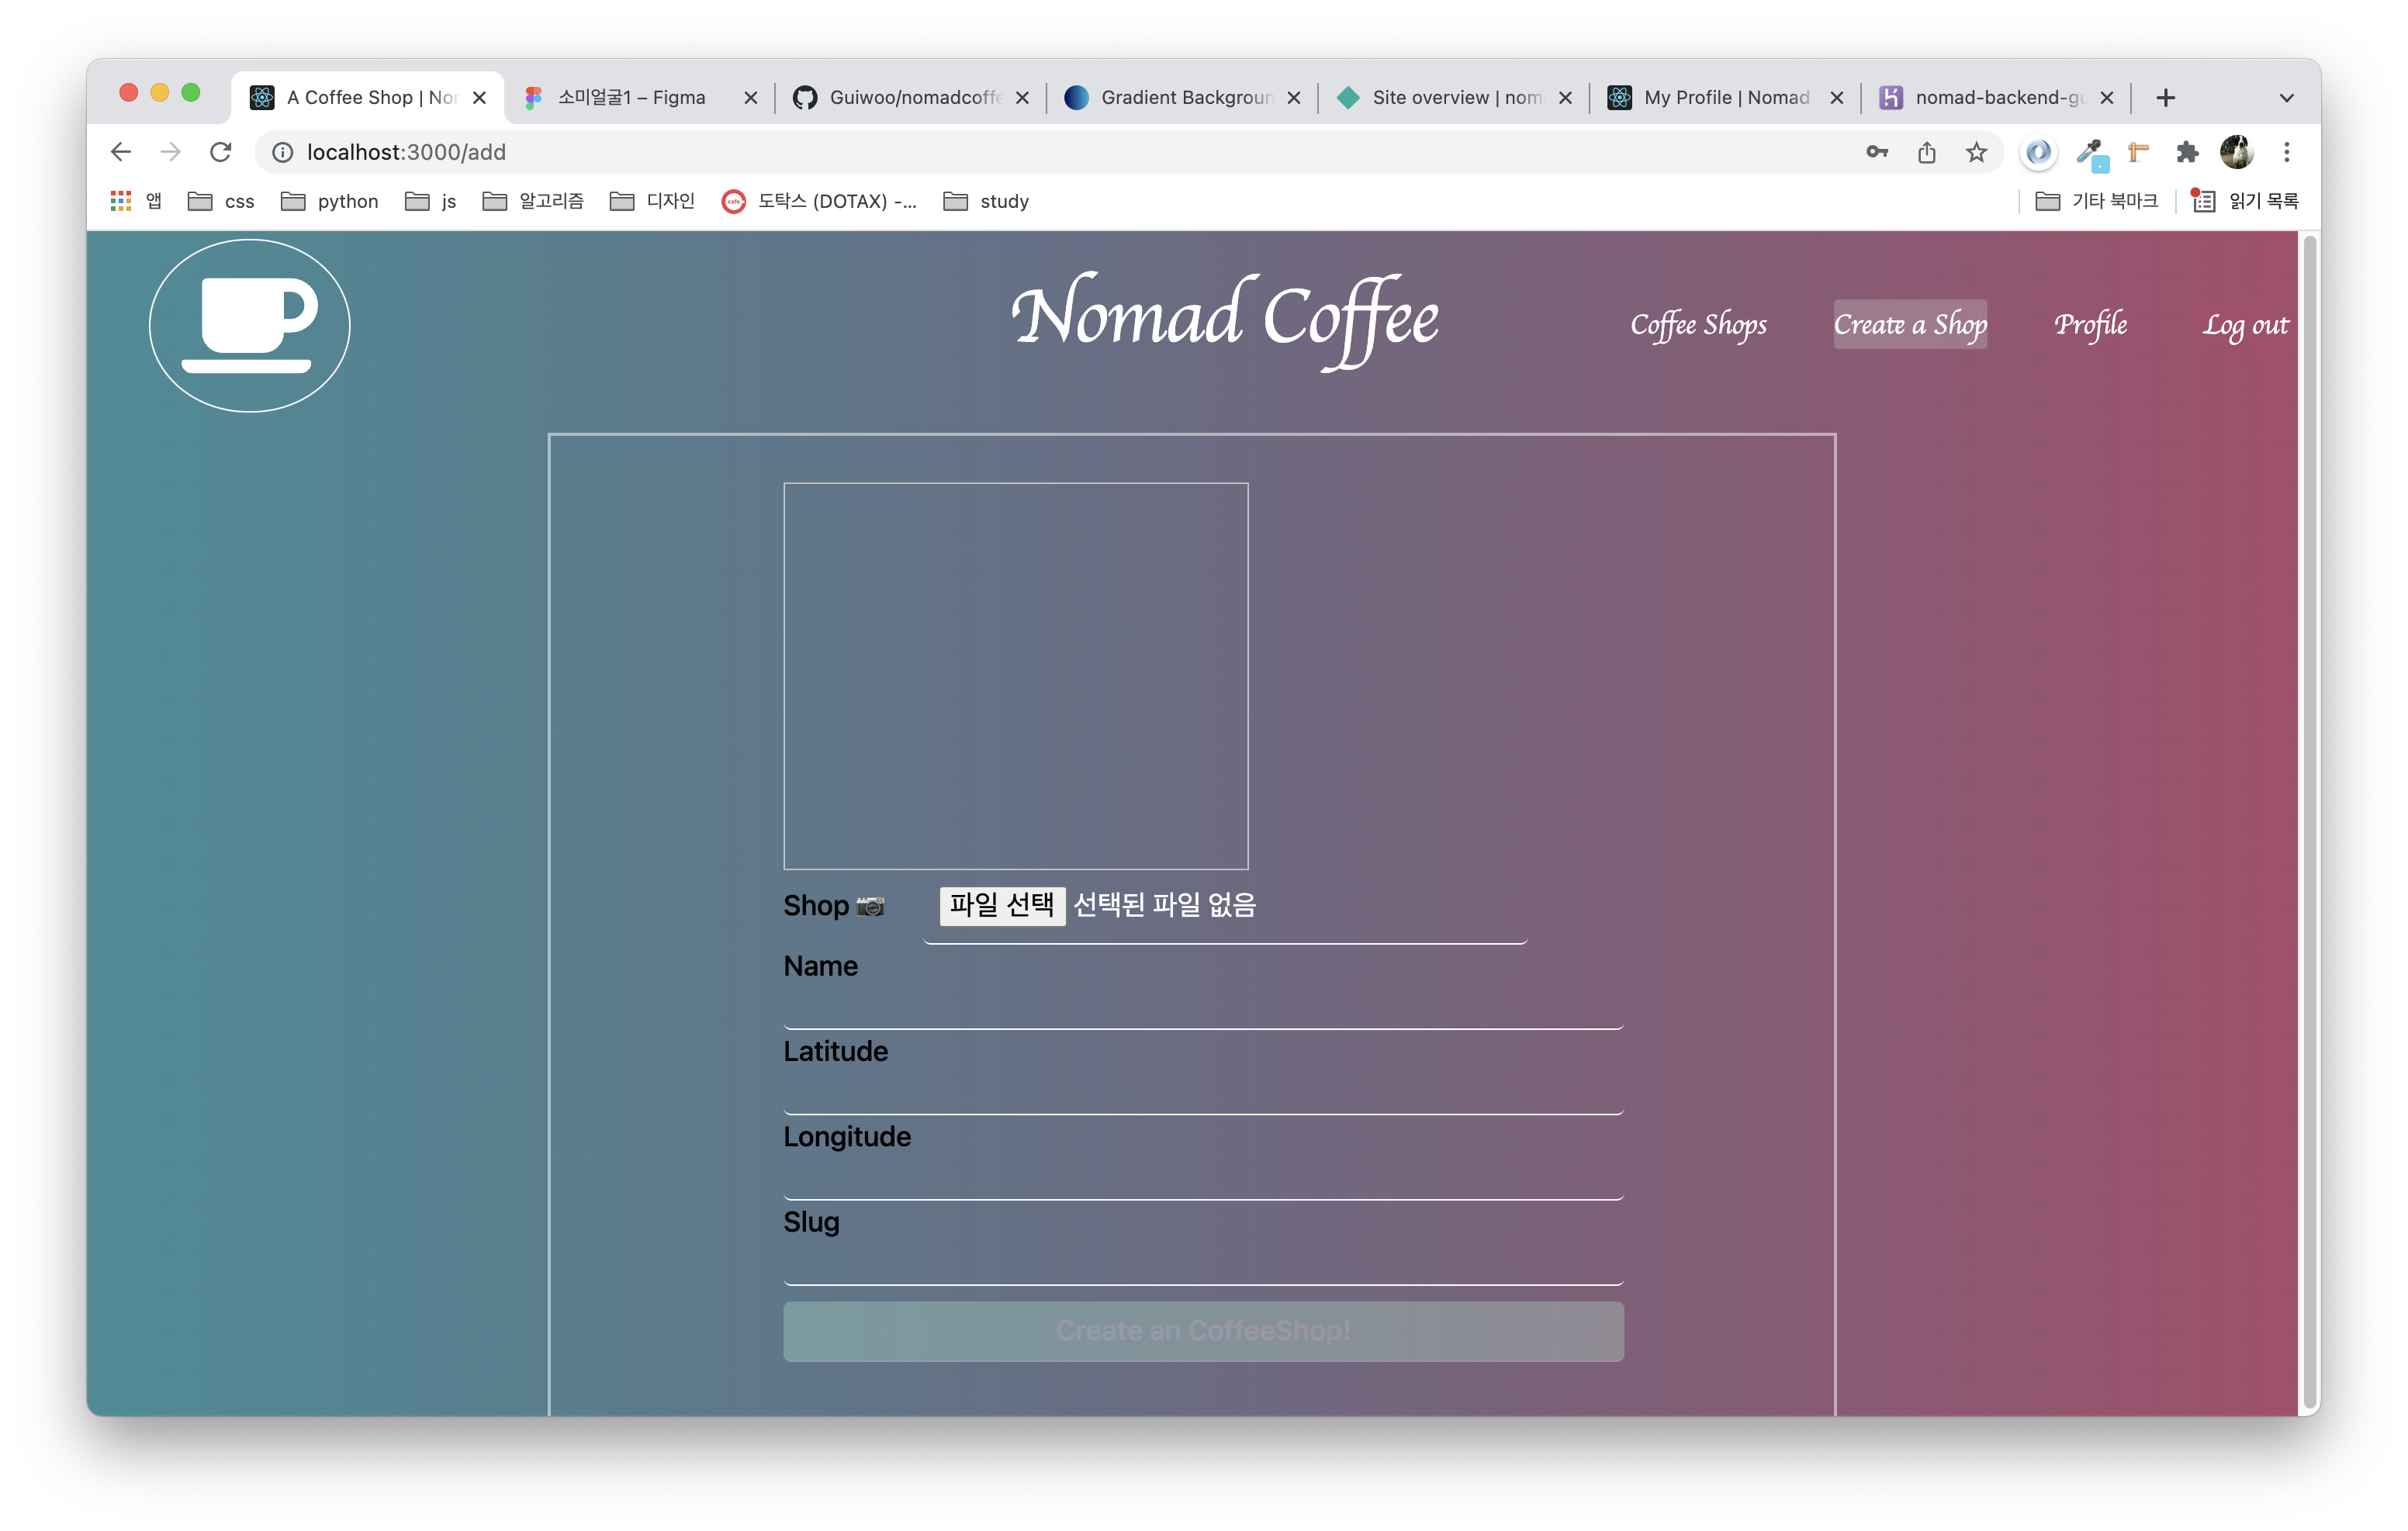 A Coffee Shop | Nor
소미얼굴1 – Figma
Guiwoo/nomadcoffe
Gradient Backgroun
Site overview | nom
My Profile | Nomad
nomad-backend-gu
localhost:3000/add
앱
css
python
js
알고리즘
디자인
cafe
도탁스 (DOTAX) -...
study
기타 북마크
읽기 목록
Nomad Coffee
Coffee Shops
Create a Shop
Profile
Log out
Shop 📷
파일 선택 선택된 파일 없음
Name
Latitude
Longitude
Slug
Create an CoffeeShop!